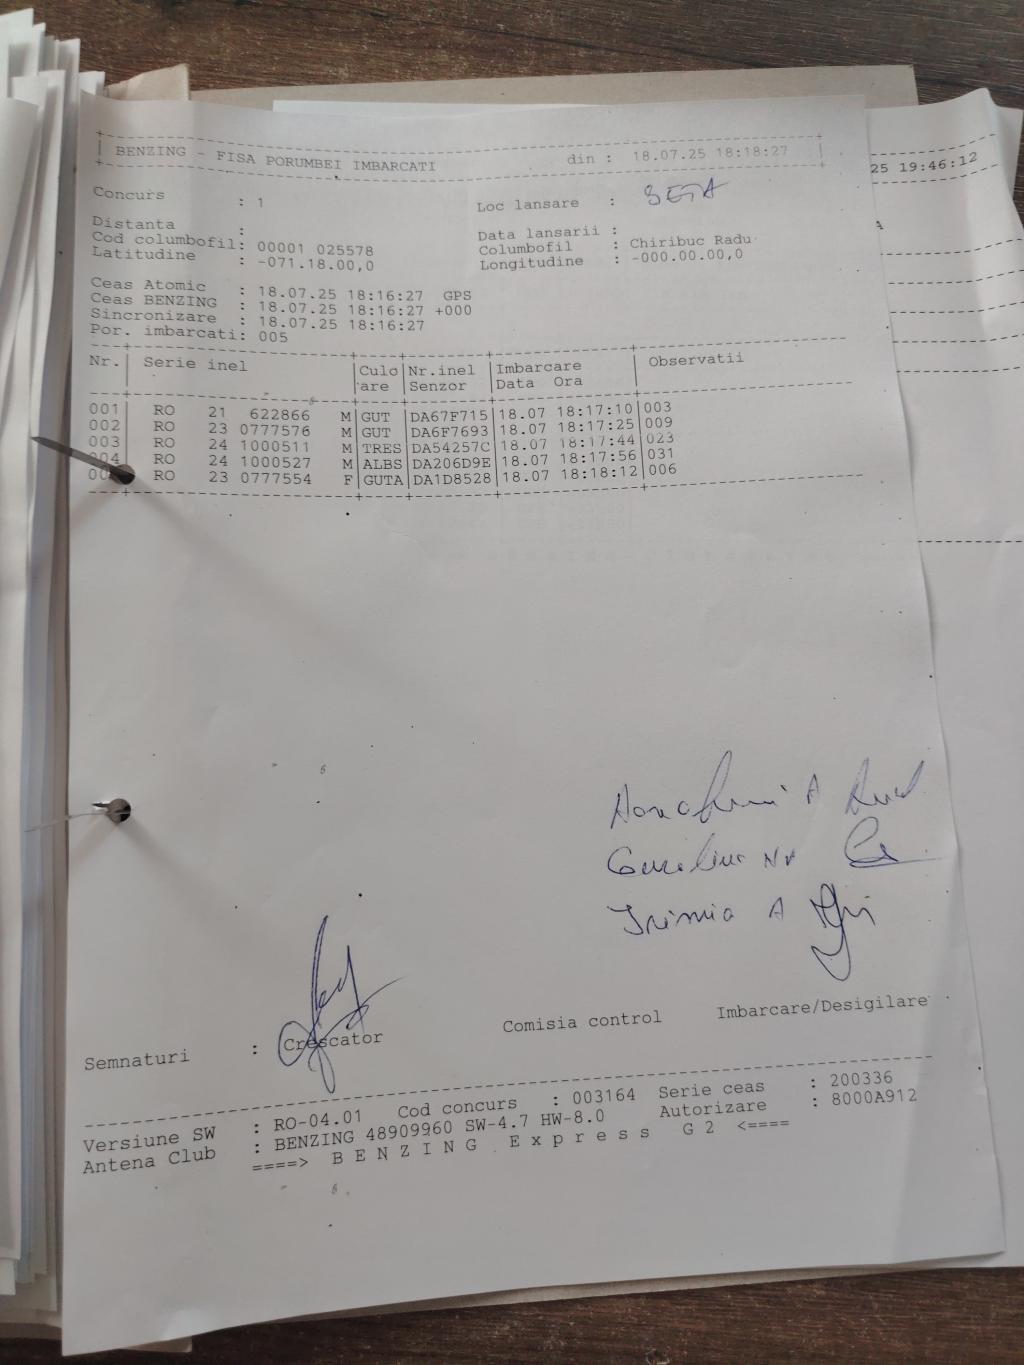 BENZING - FISA PORUMBEI IMBARCATI din : 18.07.25 18:18:27
25 19:46:12
Concurs : 1 Loc lansare : BETA
Distanta : Data lansarii :
Cod columbofil: 00001 025578 Columbofil : Chiribuc Radu
Latitudine : -071.18.00,0 Longitudine : -000.00.00,0
Ceas Atomic : 18.07.25 18:16:27 GPS
Ceas BENZING : 18.07.25 18:16:27 +000
Sincronizare : 18.07.25 18:16:27
Por. imbarcati: 005
Nr. Serie inel Culo Nr.inel Imbarcare Observatii
are Senzor Data Ora
001 RO 21 622866 M GUT DA67F715 18.07 18:17:10 003
002 RO 23 0777576 M GUT DA6F7693 18.07 18:17:25 009
003 RO 24 1000511 M TRES DA54257C 18.07 18:17:44 023
004 RO 24 1000527 M ALBS DA206D9E 18.07 18:17:56 031
RO 23 0777554 F GUTA DA1D8528 18.07 18:18:12 006
Irimia A
Semnaturi : Crescator Comisia control Imbarcare/Desigilare
Versiune SW : RO-04.01 Cod concurs : 003164 Serie ceas : 200336
Antena Club : BENZING 48909960 SW-4.7 HW-8.0 Autorizare : 8000A912
====> B E N Z I N G E x p r e s s G 2 <====